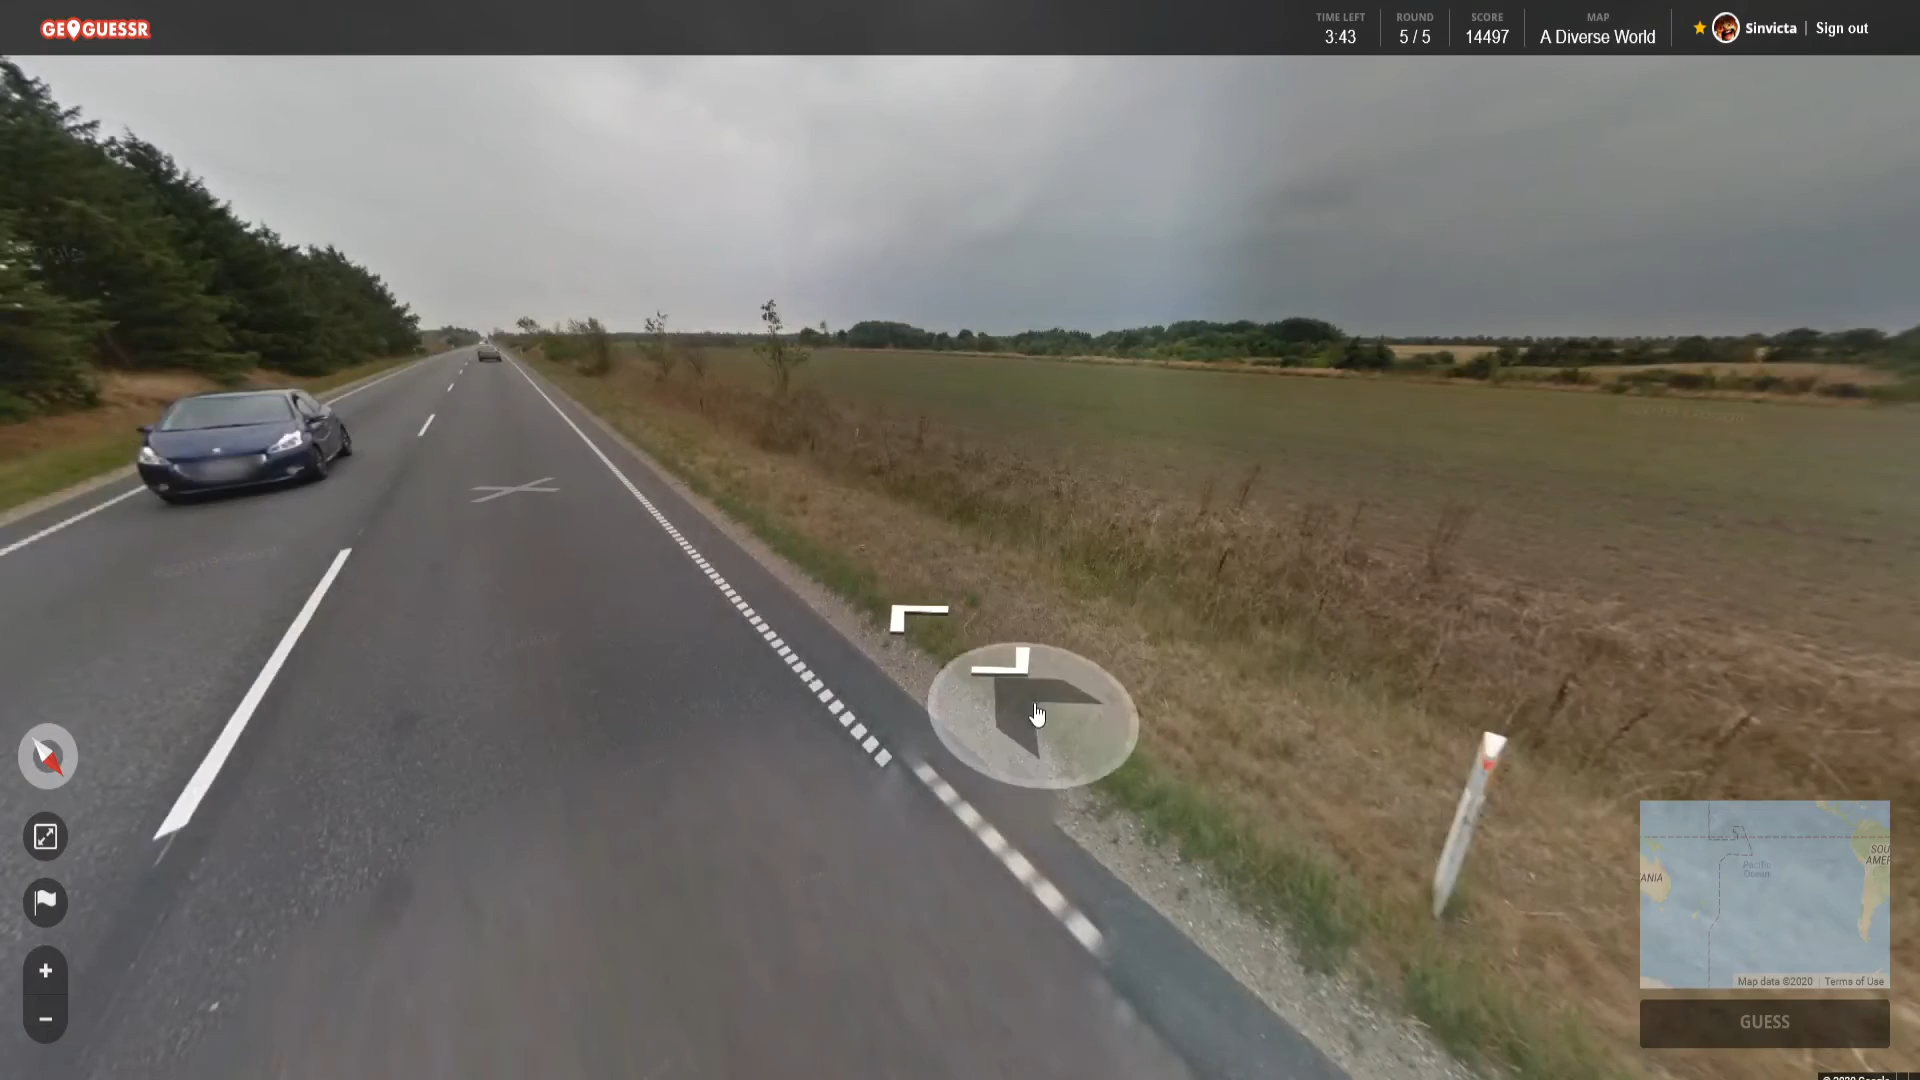 GEOGUESSR
TIME LEFT
3:43
ROUND
5 / 5
SCORE
14497
MAP
A Diverse World
Sinvicta | Sign out
Pacific
Ocean
SOU
AMER
ANIA
Map data ©2020
Terms of Use
GUESS